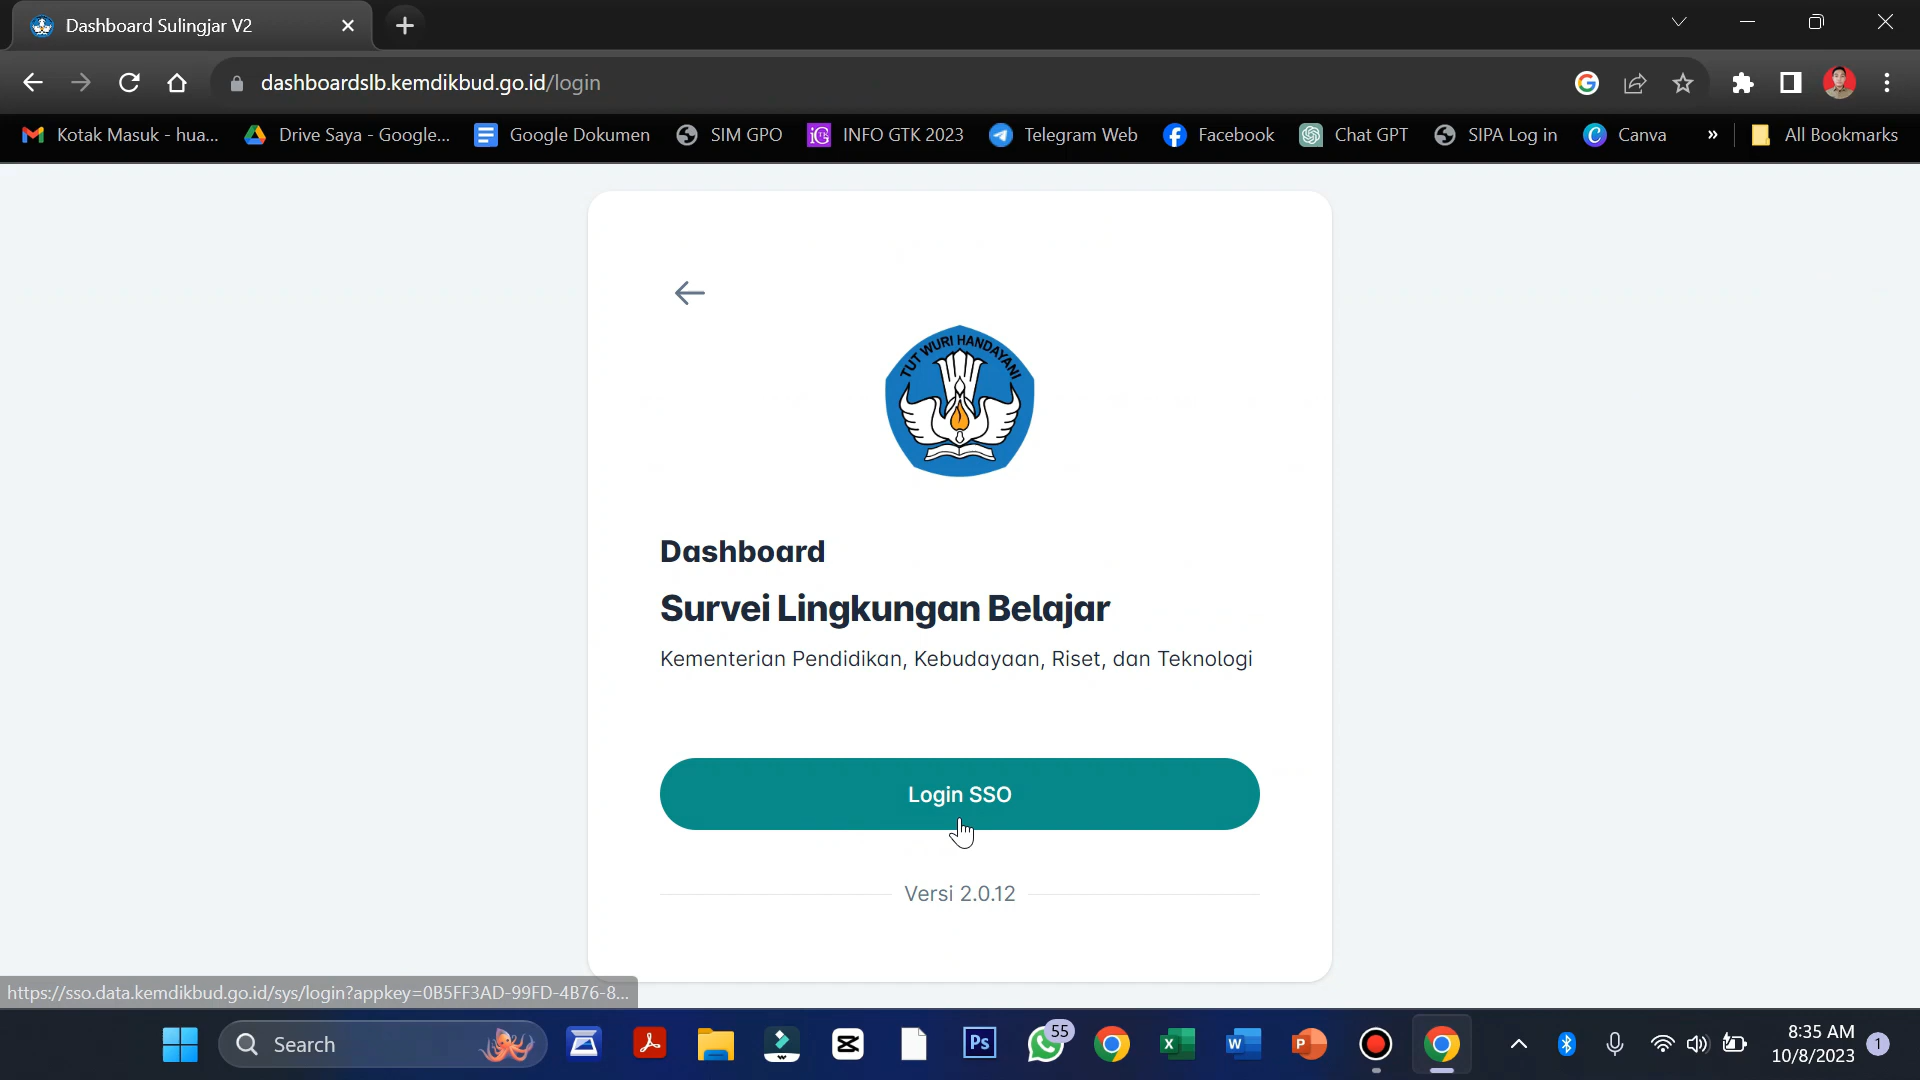 Dashboard Sulingjar V2
dashboardslb.kemdikbud.go.id/login
Kotak Masuk - hua... Drive Saya - Google... Google Dokumen SIM GPO iG INFO GTK 2023 Telegram Web Facebook Chat GPT SIPA Log in C Canva » All Bookmarks
TUT WURI HANDAYANI
Dashboard
Survei Lingkungan Belajar
Kementerian Pendidikan, Kebudayaan, Riset, dan Teknologi
Login SSO
Versi 2.0.12
https://sso.data.kemdikbud.go.id/sys/login?appkey=0B5FF3AD-99FD-4B76-8...
Search Ps 55 X W P 8:35 AM
10/8/2023 1